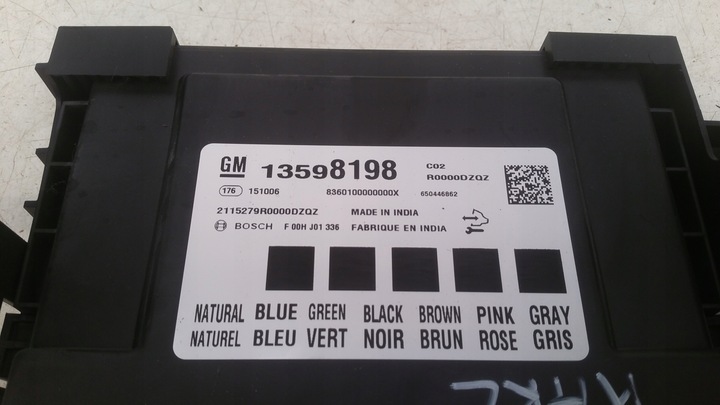 GM 13598198 C02
R0000DZQZ
176 151006 8360100000000X 650446862
2115279R0000DZQZ MADE IN INDIA
BOSCH F 00H J01 336 FABRIQUE EN INDIA
NATURAL BLUE GREEN BLACK BROWN PINK GRAY
NATUREL BLEU VERT NOIR BRUN ROSE GRIS